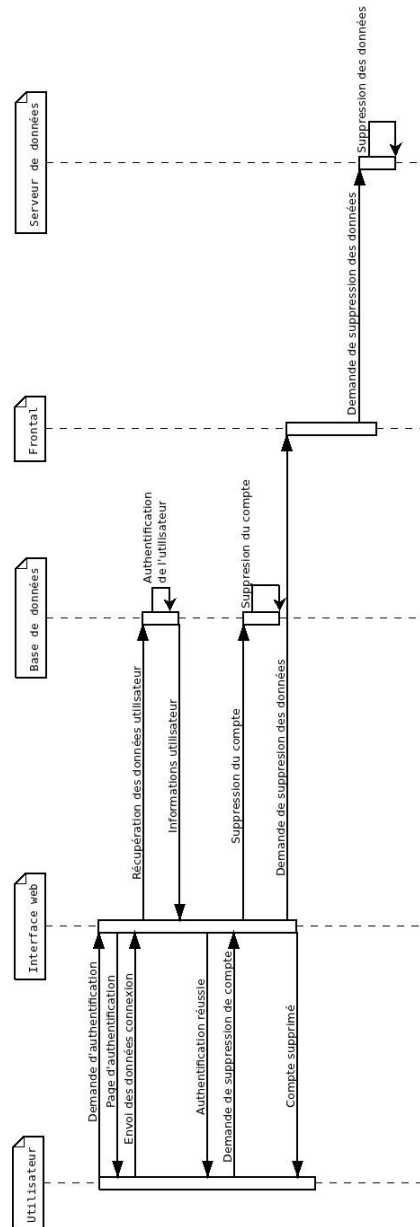 Utilisateur
Interface web
Base de données
Frontal
Serveur de données
Demande d'authentification
Page d'authentification
Envoi des données connexion
Récupération des données utilisateur
Authentification
de l'utilisateur
Informations utilisateur
Authentification réussie
Demande de suppression de compte
Suppression du compte
Suppresion du compte
Demande de suppresion des données
Compte supprimé
Demande de suppression des données
Suppression des données